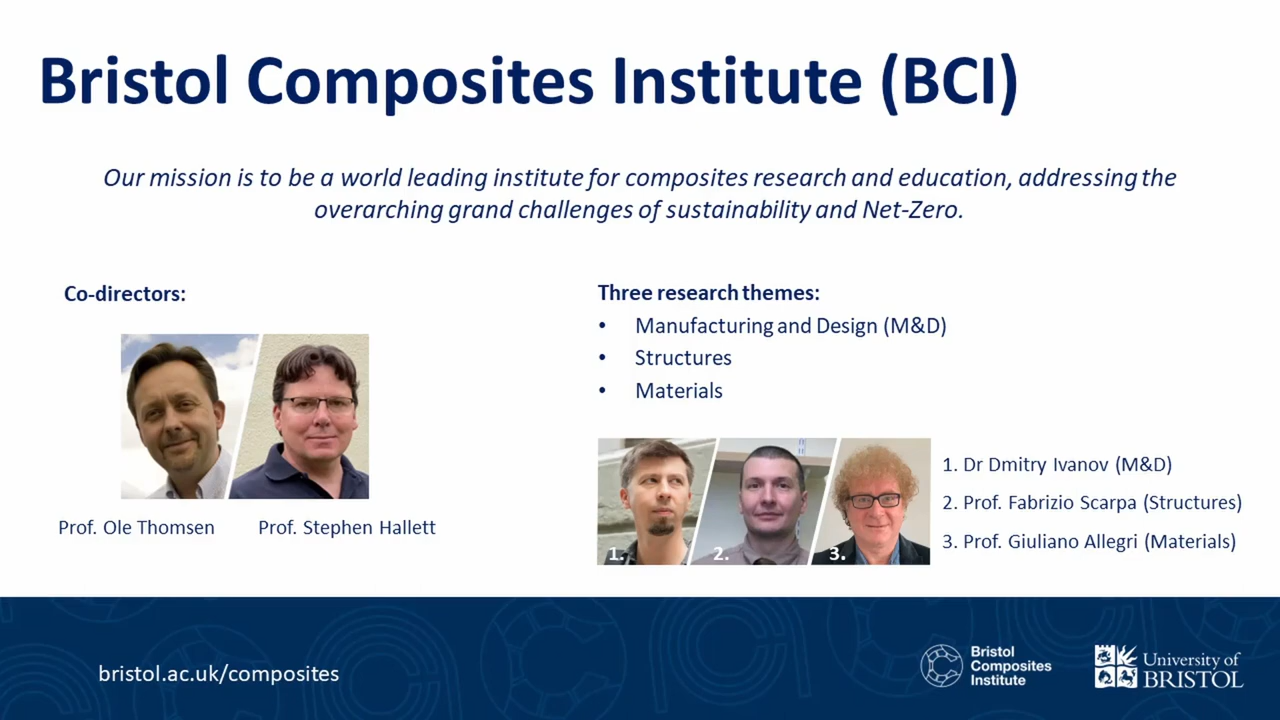 Bristol Composites Institute (BCI)
Our mission is to be a world leading institute for composites research and education, addressing the
overarching grand challenges of sustainability and Net-Zero.
Co-directors:
Prof. Ole Thomsen
Prof. Stephen Hallett
Three research themes:
• Manufacturing and Design (M&D)
• Structures
• Materials
1.
2.
3.
1. Dr Dmitry Ivanov (M&D)
2. Prof. Fabrizio Scarpa (Structures)
3. Prof. Giuliano Allegri (Materials)
bristol.ac.uk/composites
Bristol
Composites
Institute
University of
BRISTOL